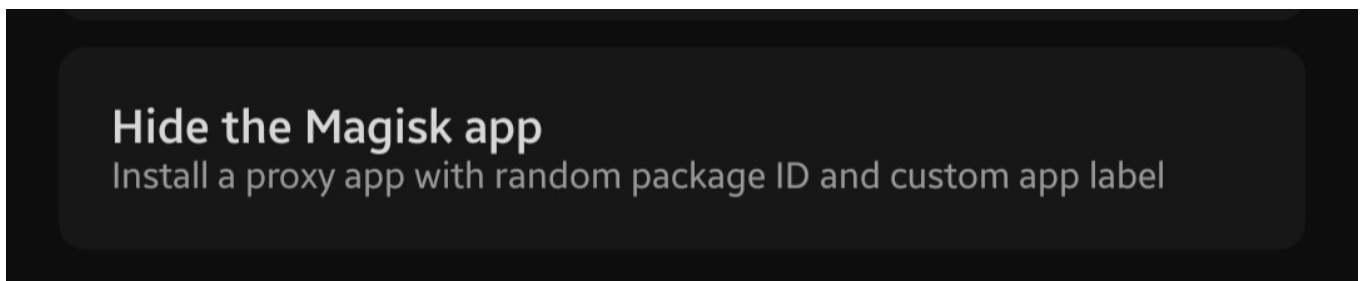 Hide the Magisk app
Install a proxy app with random package ID and custom app label